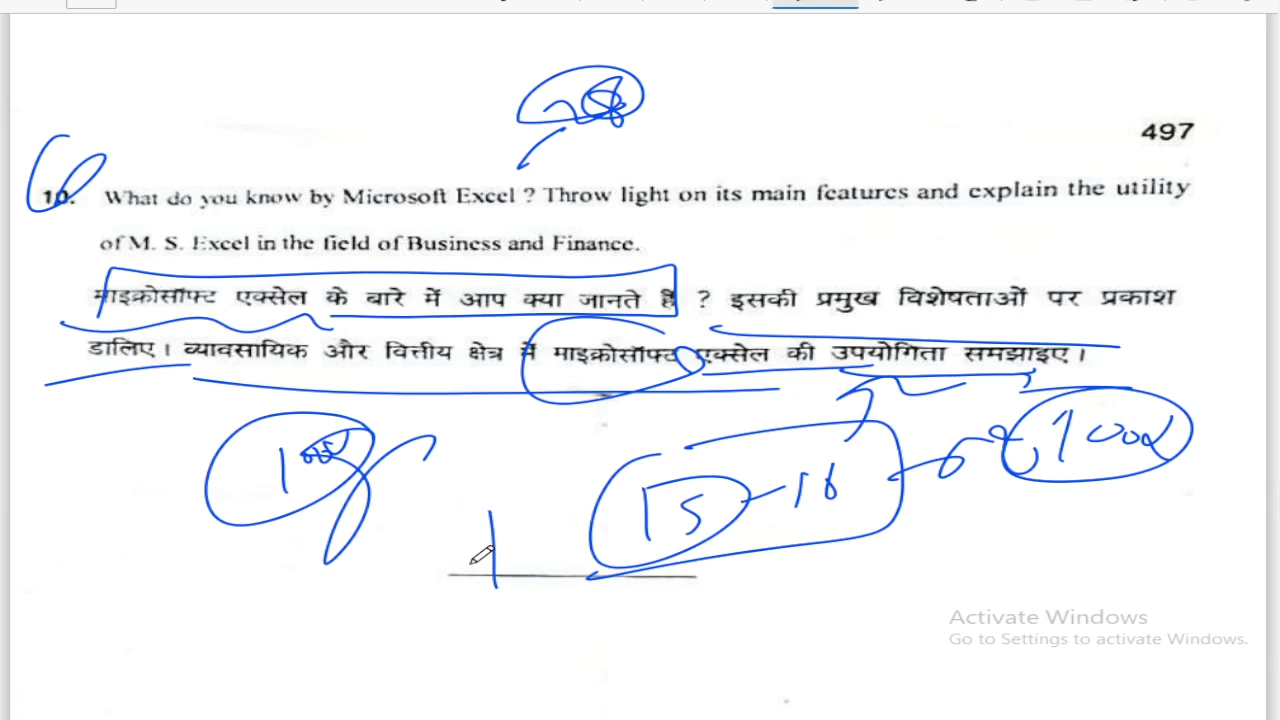 497
10. What do you know by Microsoft Excel ? Throw light on its main features and explain the utility
of M. S. Excel in the field of Business and Finance.
माइक्रोसॉफ्ट एक्सेल के बारे में आप क्या जानते हैं ? इसकी प्रमुख विशेषताओं पर प्रकाश
डालिए। व्यावसायिक और वित्तीय क्षेत्र में माइक्रोसॉफ्ट एक्सेल की उपयोगिता समझाइए।
15 - 16
Activate Windows
Go to Settings to activate Windows.